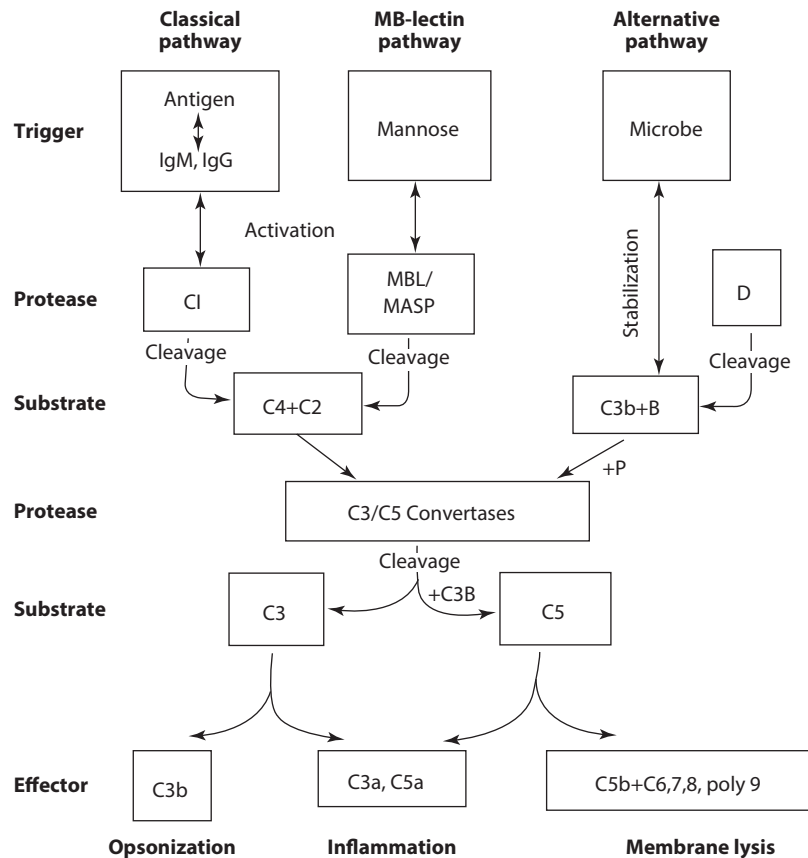 Classical pathway
MB-lectin pathway
Alternative pathway
Trigger
Antigen
IgM, IgG
Mannose
Microbe
Activation
Stabilization
Protease
CI
MBL/
MASP
D
Cleavage
Cleavage
Cleavage
Substrate
C4+C2
C3b+B
+P
Protease
C3/C5 Convertases
Cleavage
+C3B
Substrate
C3
C5
Effector
C3b
C3a, C5a
C5b+C6,7,8, poly 9
Opsonization
Inflammation
Membrane lysis